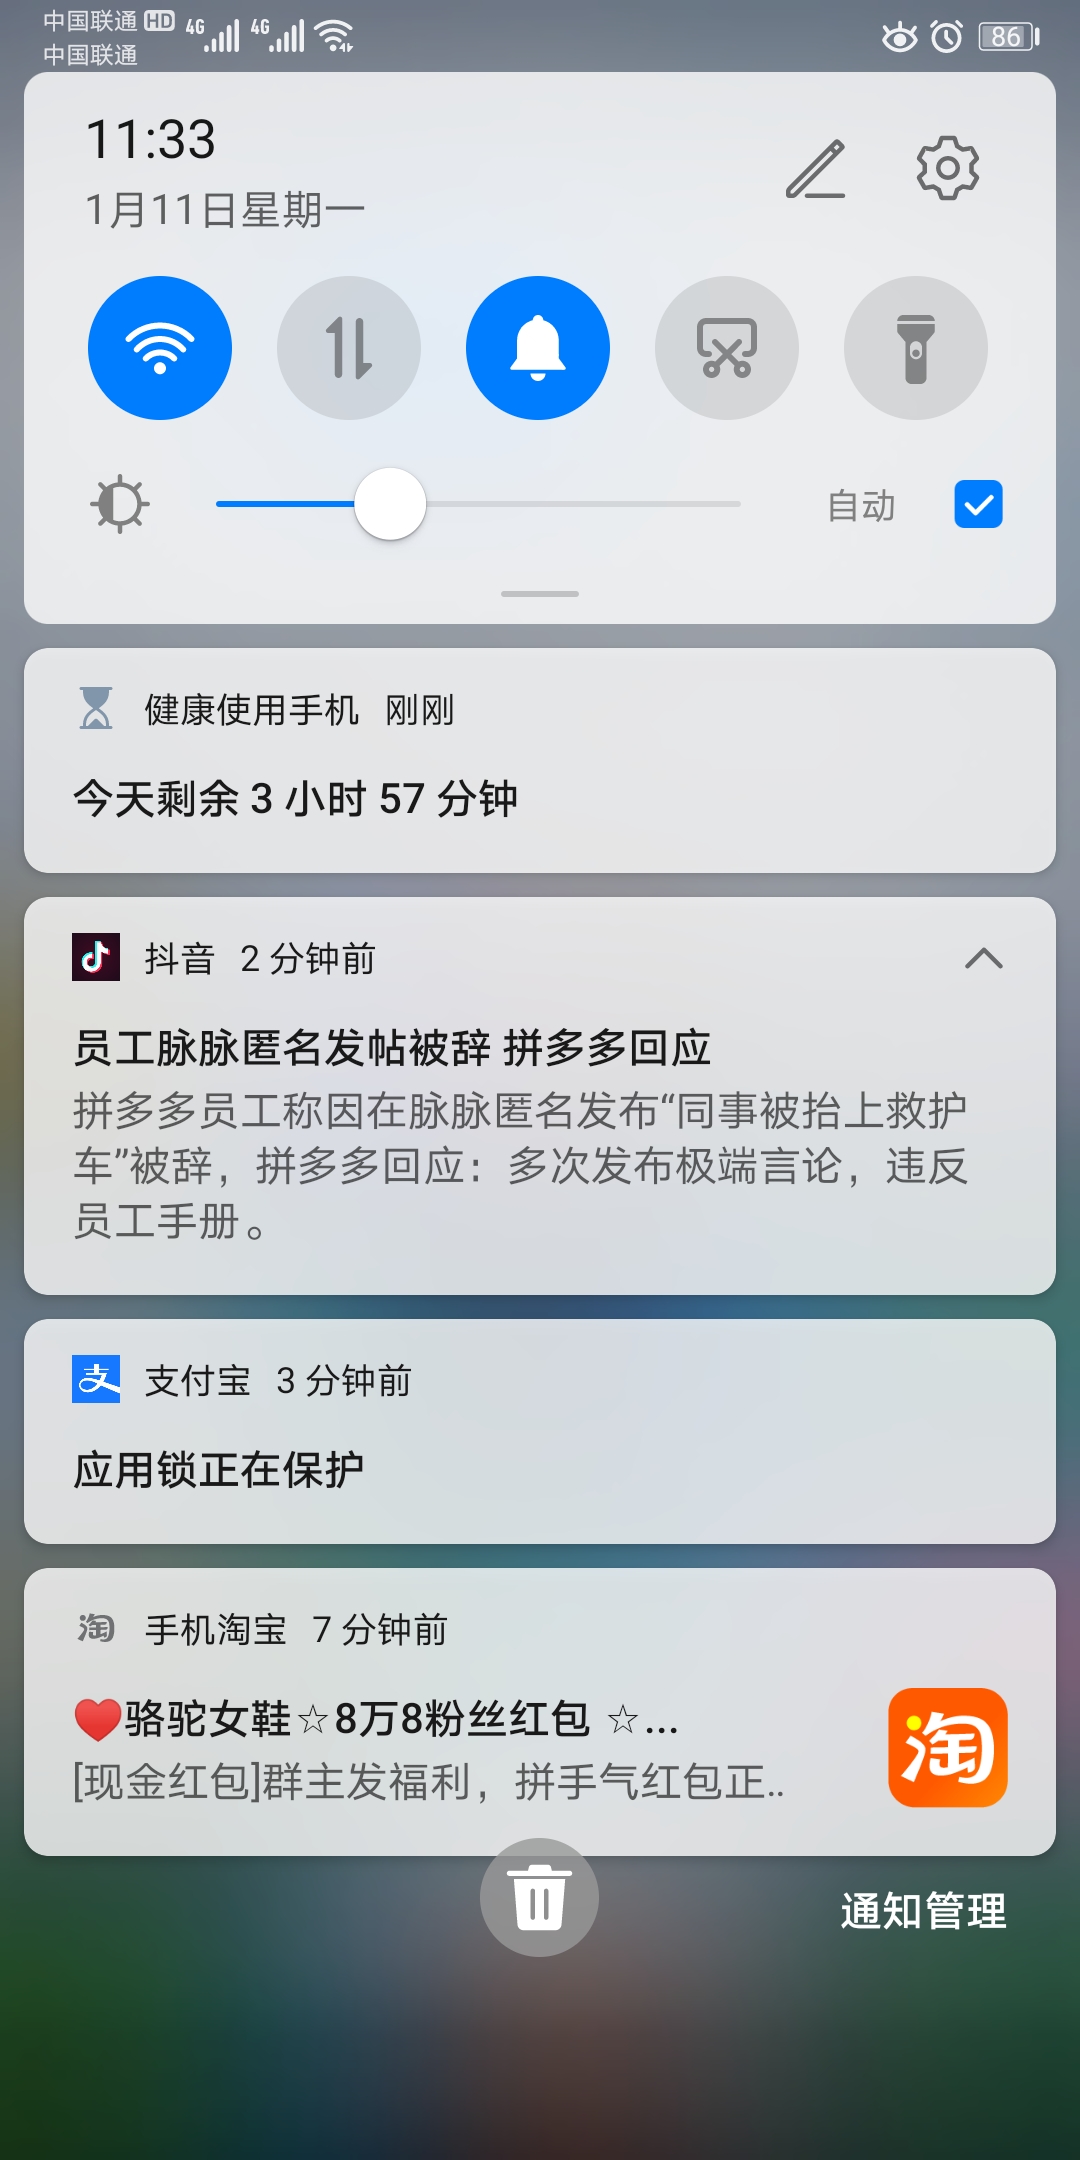 中国联通 HD 4G 4G 86
中国联通
11:33
1月11日星期一
自动
健康使用手机 刚刚
今天剩余 3 小时 57 分钟
抖音 2 分钟前
员工脉脉匿名发帖被辞 拼多多回应
拼多多员工称因在脉脉匿名发布“同事被抬上救护
车”被辞，拼多多回应：多次发布极端言论，违反
员工手册。
支 支付宝 3 分钟前
应用锁正在保护
淘 手机淘宝 7 分钟前
❤️骆驼女鞋☆8万8粉丝红包 ☆...
[现金红包]群主发福利，拼手气红包正..
淘
通知管理